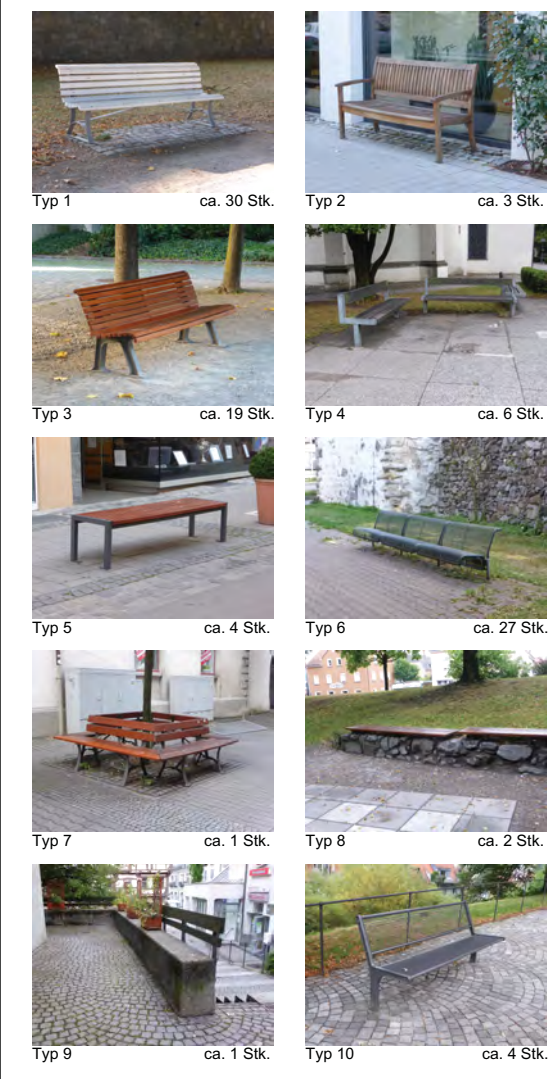 Typ 1 ca. 30 Stk.
Typ 2 ca. 3 Stk.
Typ 3 ca. 19 Stk.
Typ 4 ca. 6 Stk.
Typ 5 ca. 4 Stk.
Typ 6 ca. 27 Stk.
Typ 7 ca. 1 Stk.
Typ 8 ca. 2 Stk.
Typ 9 ca. 1 Stk.
Typ 10 ca. 4 Stk.